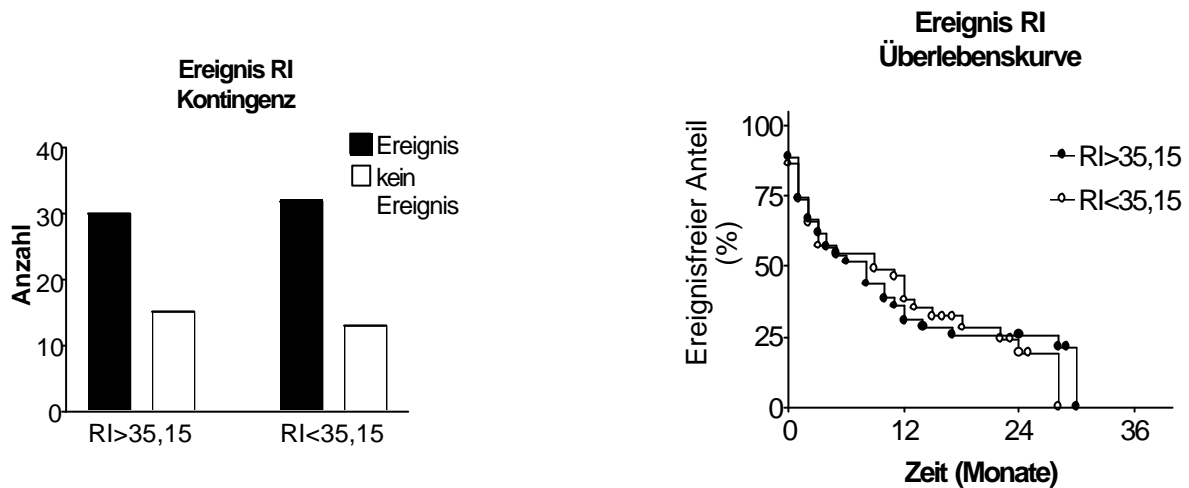 Ereignis RI
Kontingenz
Ereignis
kein
Ereignis
Anzahl
40
30
20
10
0
RI>35,15
RI<35,15
Ereignis RI
Überlebenskurve
Ereignisfreier Anteil
(%)
100
75
50
25
0
RI>35,15
RI<35,15
0
12
24
36
Zeit (Monate)